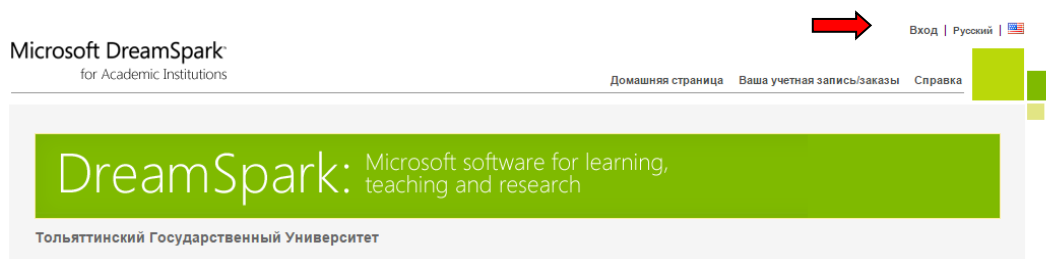 Вход | Русский |
Microsoft DreamSpark™
for Academic Institutions
Домашняя страница Ваша учетная запись/заказы Справка
DreamSpark: Microsoft software for learning,
teaching and research
Тольяттинский Государственный Университет